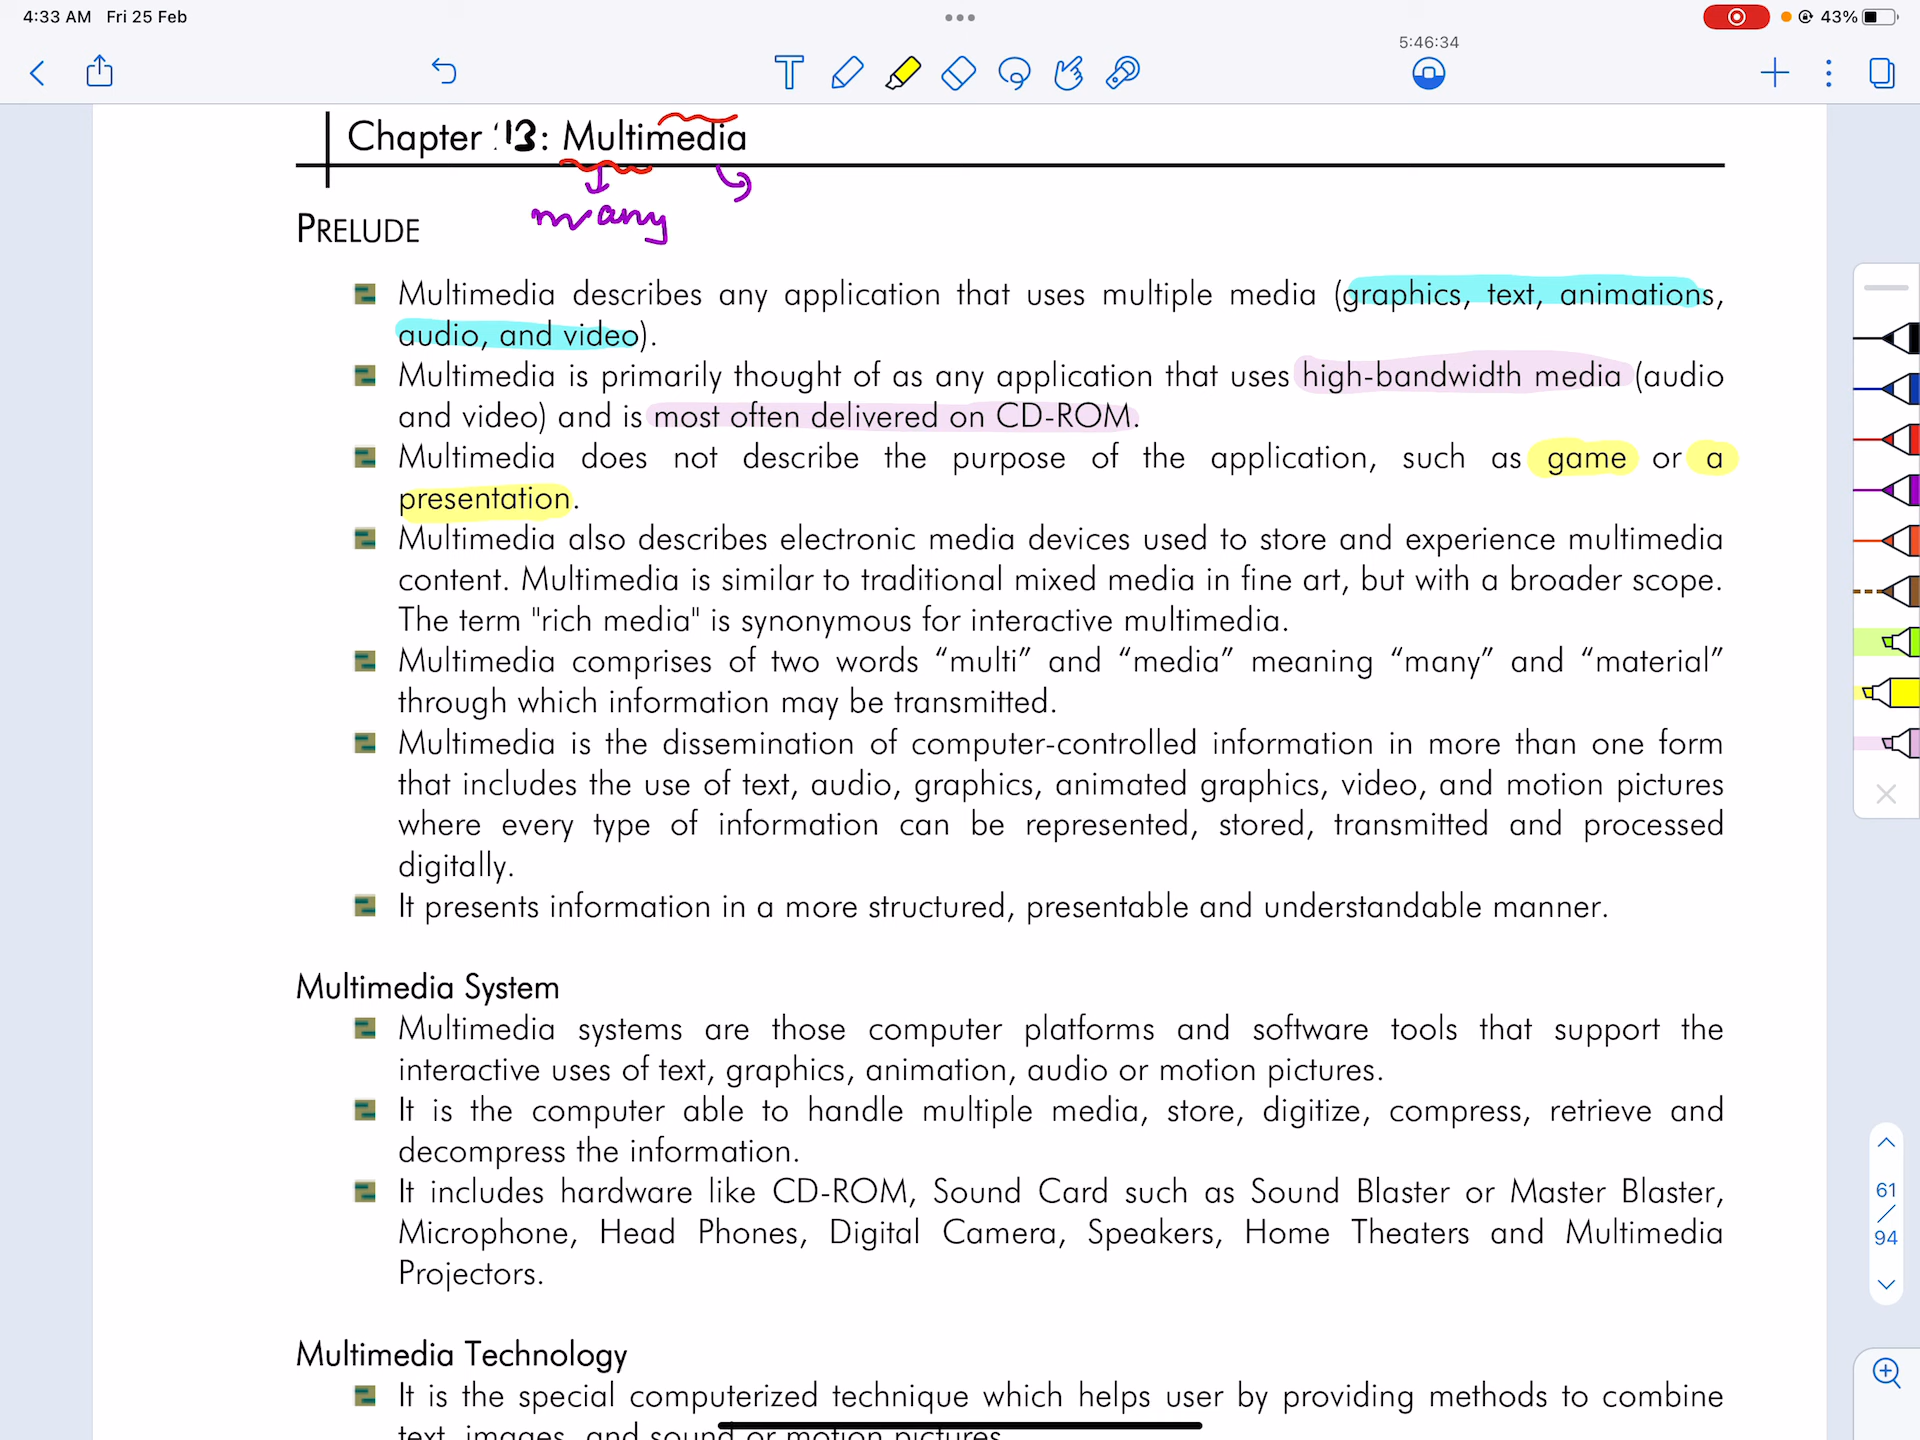 4:33 AM Fri 25 Feb
43%
5:46:34
Chapter 13: Multimedia
many
PRELUDE
Multimedia describes any application that uses multiple media (graphics, text, animations,
audio, and video).
Multimedia is primarily thought of as any application that uses high-bandwidth media (audio
and video) and is most often delivered on CD-ROM.
Multimedia does not describe the purpose of the application, such as game or a
presentation.
Multimedia also describes electronic media devices used to store and experience multimedia
content. Multimedia is similar to traditional mixed media in fine art, but with a broader scope.
The term "rich media" is synonymous for interactive multimedia.
Multimedia comprises of two words “multi” and “media” meaning “many” and “material”
through which information may be transmitted.
Multimedia is the dissemination of computer-controlled information in more than one form
that includes the use of text, audio, graphics, animated graphics, video, and motion pictures
where every type of information can be represented, stored, transmitted and processed
digitally.
It presents information in a more structured, presentable and understandable manner.
Multimedia System
Multimedia systems are those computer platforms and software tools that support the
interactive uses of text, graphics, animation, audio or motion pictures.
It is the computer able to handle multiple media, store, digitize, compress, retrieve and
decompress the information.
It includes hardware like CD-ROM, Sound Card such as Sound Blaster or Master Blaster,
Microphone, Head Phones, Digital Camera, Speakers, Home Theaters and Multimedia
Projectors.
61
/
94
Multimedia Technology
It is the special computerized technique which helps user by providing methods to combine
text, images, and sound or motion pictures